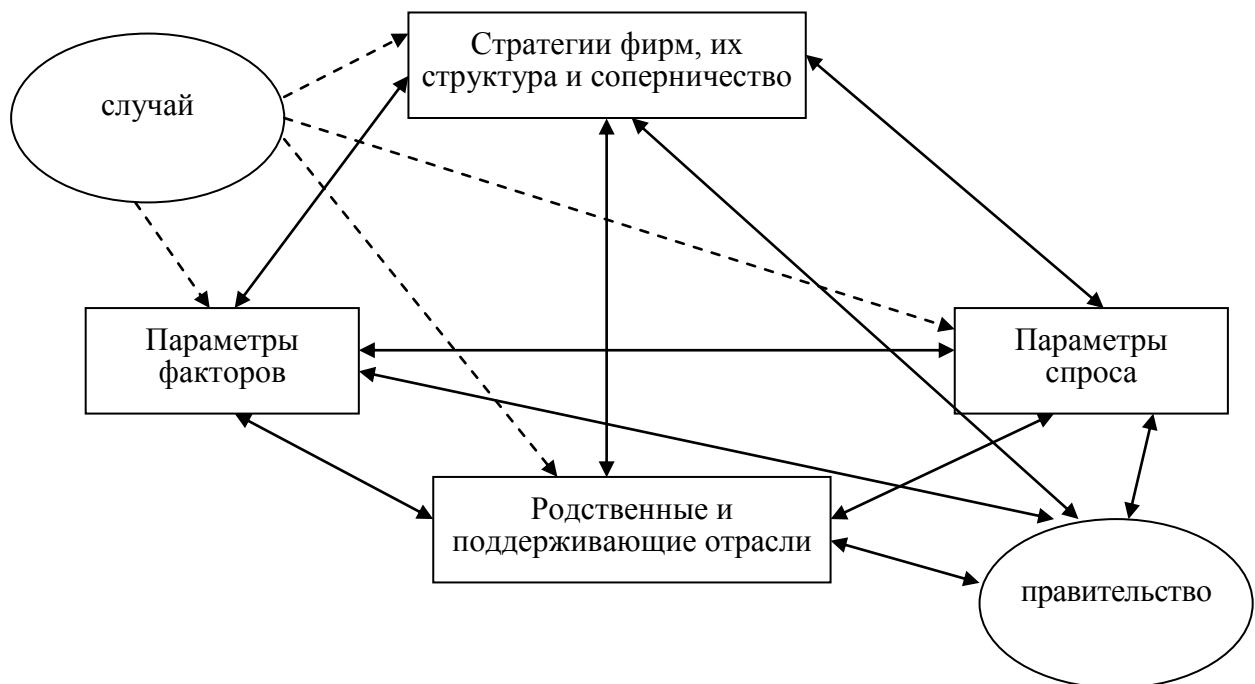 Стратегии фирм, их
структура и соперничество
случай
Параметры
факторов
Параметры
спроса
Родственные и
поддерживающие отрасли
правительство